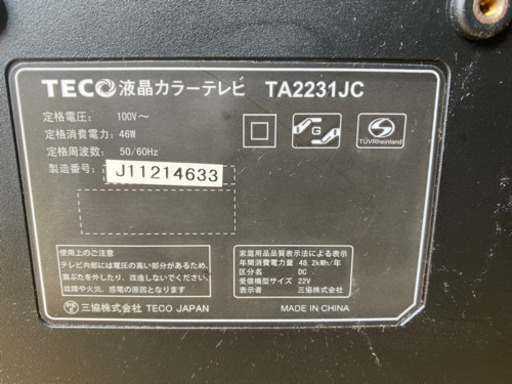 TECO液晶カラーテレビ TA2231JC
定格電圧： 100V～
定格消費電力：46W
定格周波数：50/60Hz
製造番号： J11214633
G
S
TÜVRheinland
使用上のご注意
テレビ内部には電圧の高い部分があるため、
裏ぶたを外したり、改造しないでください。
故障や火災、感電の原因となります
家庭用品品質表示法による表示
年間消費電力量 48.2kWh/年
区分名 DC
受信機型サイズ 22V
表示者 三協株式会社
三協株式会社 TECO JAPAN
MADE IN CHINA